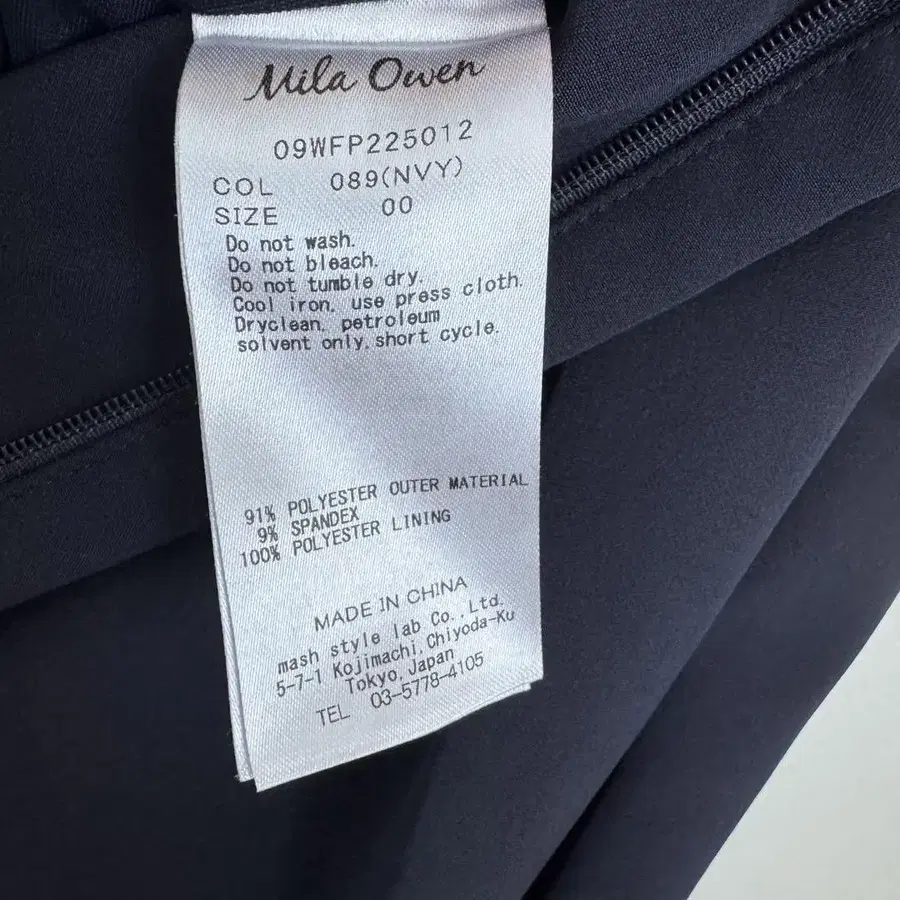 Mila Owen
09WFP225012
COL 089(NVY)
SIZE 00
Do not wash.
Do not bleach.
Do not tumble dry.
Cool iron, use press cloth.
Dryclean, petroleum
solvent only, short cycle.
91% POLYESTER OUTER MATERIAL
9% SPANDEX
100% POLYESTER LINING
MADE IN CHINA
mash style lab Co.,Ltd.
5-7-1 Kojimachi, Chiyoda-Ku
Tokyo, Japan
TEL 03-5778-4105